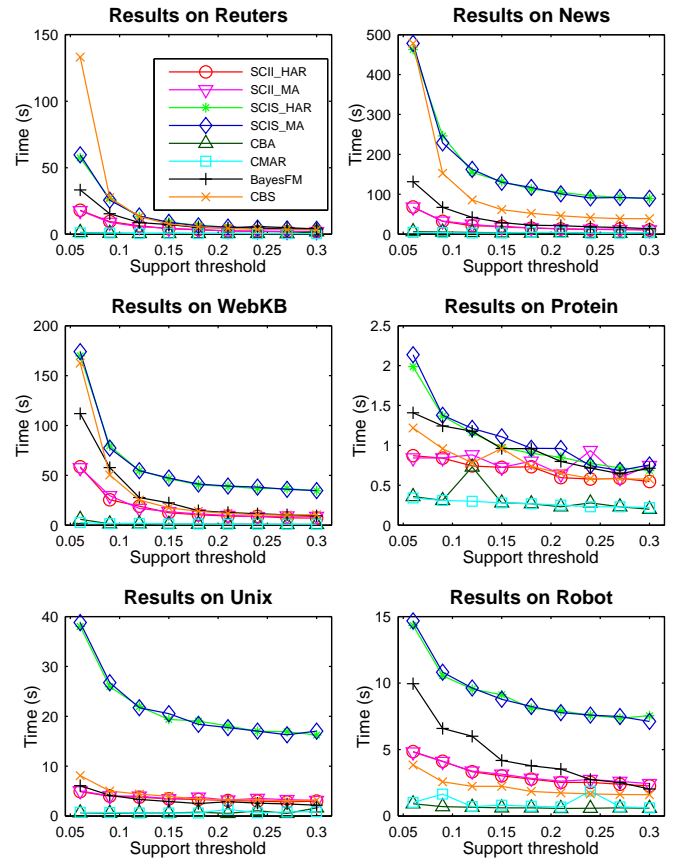 Results on Reuters
150
100
50
0
0.05 0.1 0.15 0.2 0.25 0.3
Time (s)
Support threshold
SCII_HAR
SCII_MA
SCIS_HAR
SCIS_MA
CBA
CMAR
BayesFM
CBS
Results on News
500
400
300
200
100
0
0.05 0.1 0.15 0.2 0.25 0.3
Time (s)
Support threshold
Results on WebKB
200
150
100
50
0
0.05 0.1 0.15 0.2 0.25 0.3
Time (s)
Support threshold
Results on Protein
2.5
2
1.5
1
0.5
0
0.05 0.1 0.15 0.2 0.25 0.3
Time (s)
Support threshold
Results on Unix
40
30
20
10
0
0.05 0.1 0.15 0.2 0.25 0.3
Time (s)
Support threshold
Results on Robot
15
10
5
0
0.05 0.1 0.15 0.2 0.25 0.3
Time (s)
Support threshold